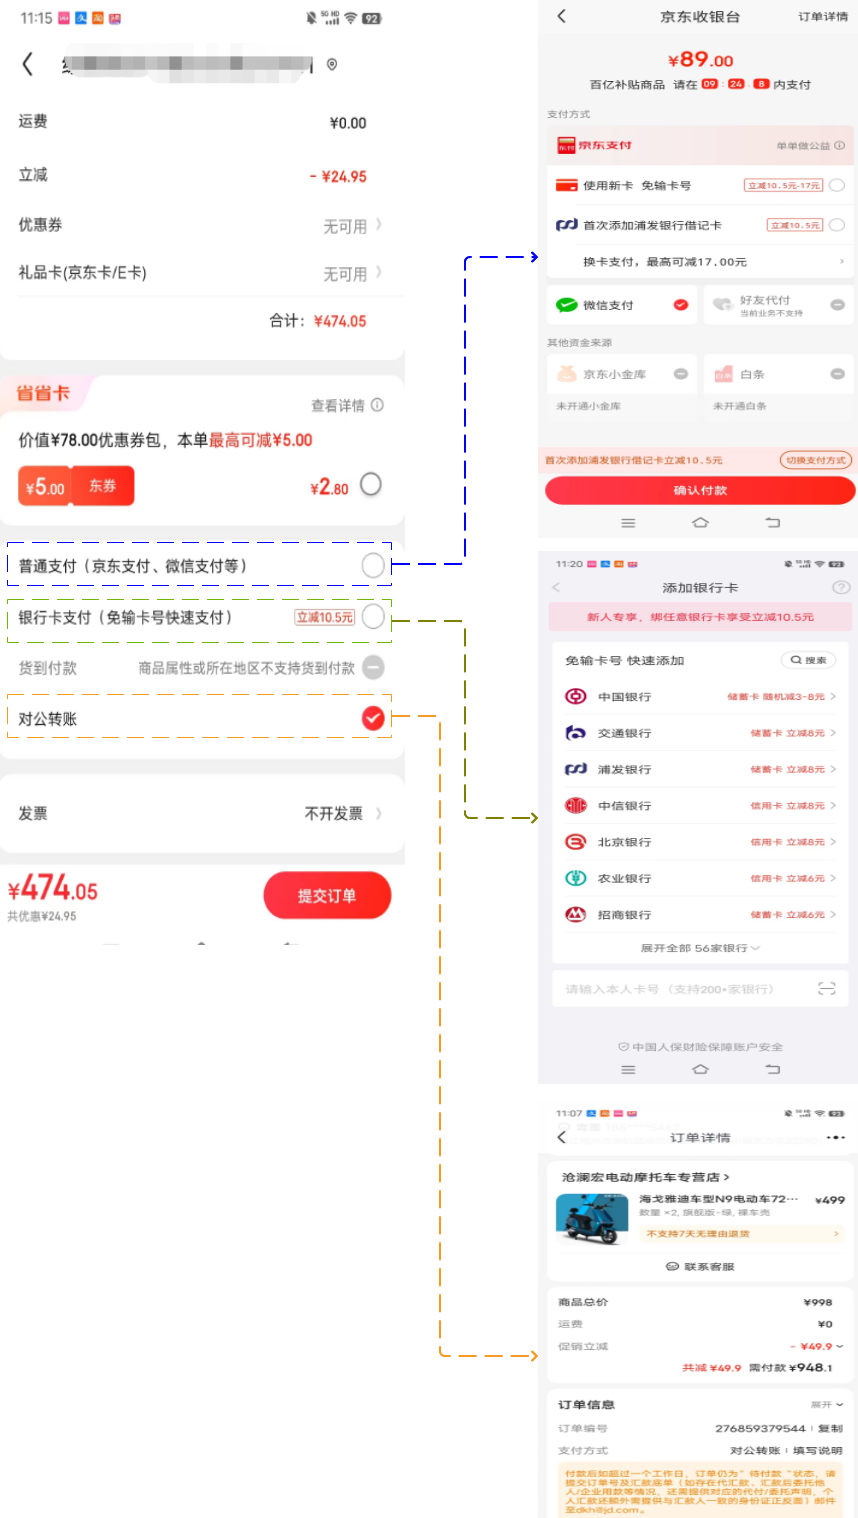 11:15
5G HD
92
运费
¥0.00
立减
- ¥24.95
优惠券
无可用
礼品卡(京东卡/E卡)
无可用
合计：¥474.05
省省卡
查看详情
价值¥78.00优惠券包，本单最高可减¥5.00
¥5.00 东券
¥2.80
普通支付（京东支付、微信支付等）
银行卡支付（免输卡号快速支付）
立减10.5元
货到付款
商品属性或所在地区不支持货到付款
对公转账
发票
不开发票
¥474.05
共优惠¥24.95
提交订单
京东收银台
订单详情
¥89.00
百亿补贴商品 请在 09 : 24 : 8 内支付
支付方式
京东支付
单单做公益
使用新卡 免输卡号
立减10.5元-17元
首次添加浦发银行借记卡
立减10.5元
换卡支付，最高可减17.00元
微信支付
好友代付
当前业务不支持
其他资金来源
京东小金库
白条
未开通小金库
未开通白条
首次添加浦发银行借记卡立减10.5元
切换支付方式
确认付款
11:20
92
添加银行卡
新人专享，绑任意银行卡享受立减10.5元
免输卡号 快速添加
搜索
中国银行
储蓄卡 随机减3-8元
交通银行
储蓄卡 立减8元
浦发银行
储蓄卡 立减8元
中信银行
信用卡 立减8元
北京银行
信用卡 立减8元
农业银行
信用卡 立减6元
招商银行
储蓄卡 立减6元
展开全部 56家银行
请输入本人卡号（支持200+家银行）
中国人保财险保障账户安全
11:07
93
订单详情
沧澜宏电动摩托车专营店
海戈雅迪车型N9电动车72···
¥499
数量 ×2, 旗舰版-绿, 裸车壳
不支持7天无理由退货
联系客服
商品总价
¥998
运费
¥0
促销立减
- ¥49.9
共减 ¥49.9 需付款 ¥948.1
订单信息
展开
订单编号
276859379544 | 复制
支付方式
对公转账 | 填写说明
付款后如超过一个工作日，订单仍为"待付款"状态，请
提交订单号及汇款底单（如存在代汇款、汇款后委托他
人/企业用款等情况，还需提供对应的代付/委托声明，个
人汇款还额外需提供与汇款人一致的身份证正反面）邮件
至dkh@jd.com。